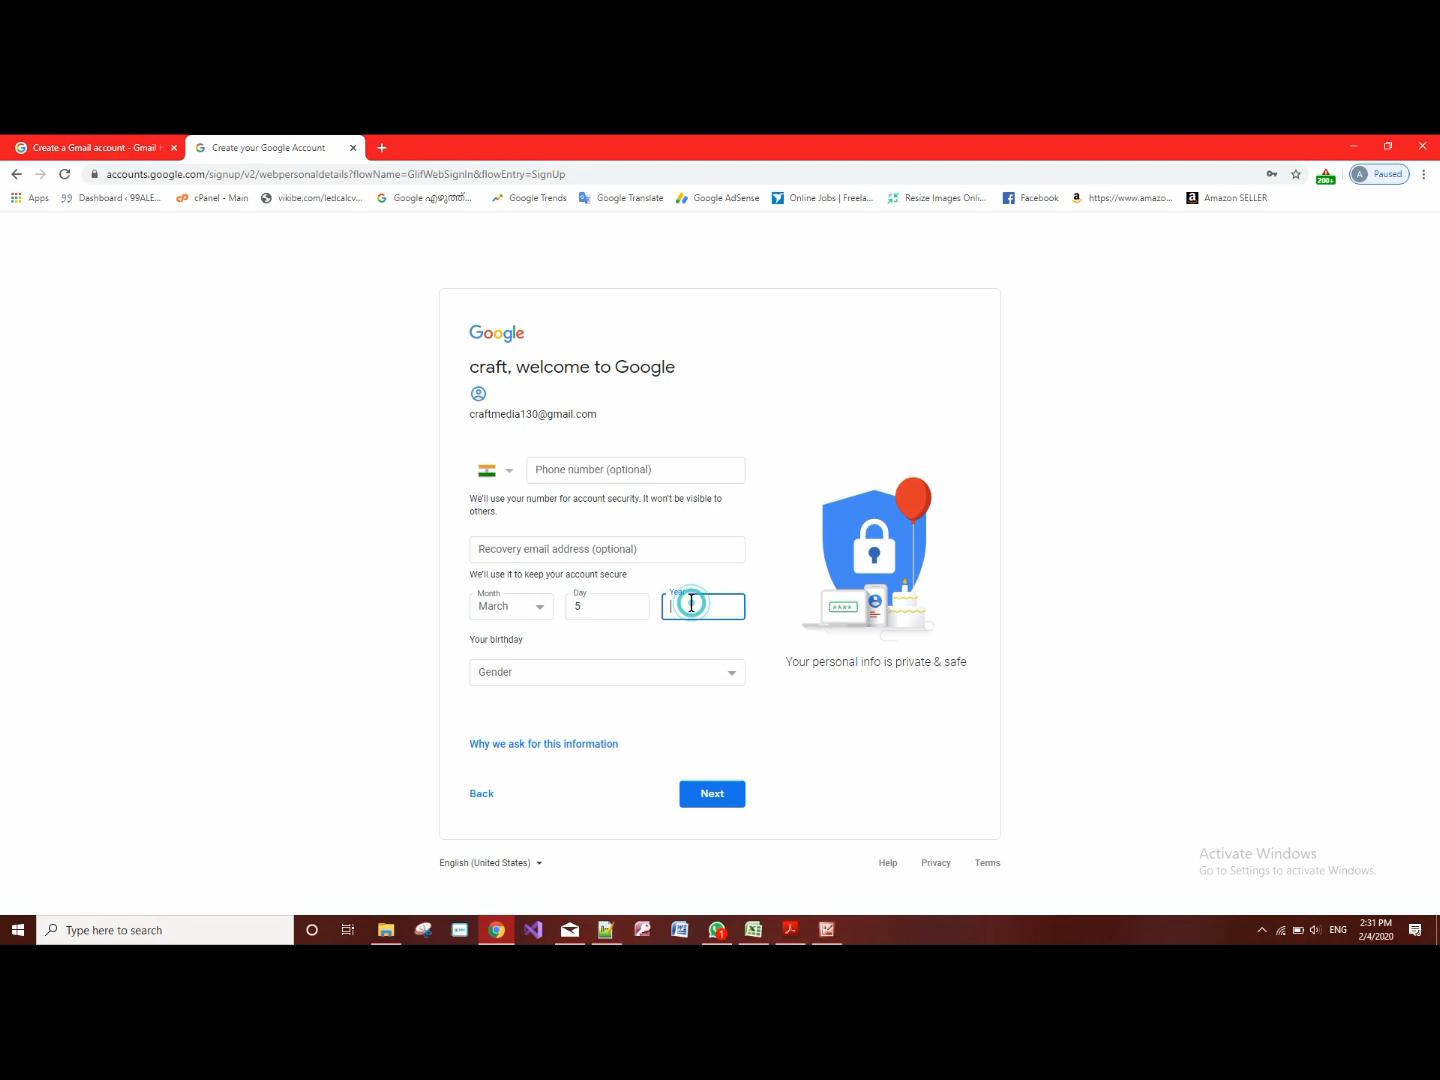 Create a Gmail account - Gmail
Create your Google Account
accounts.google.com/signup/v2/webpersonaldetails?flowName=GlifWebSignIn&flowEntry=SignUp
200+
A Paused
Apps
Dashboard ‹ 99ALE...
cPanel - Main
vikibe.com/ledcalcv...
Google എഴുത്ത്...
Google Trends
Google Translate
Google AdSense
Online Jobs | Freela...
Resize Images Onli...
Facebook
https://www.amazo...
Amazon SELLER
Google
craft, welcome to Google
craftmedia130@gmail.com
Phone number (optional)
We'll use your number for account security. It won't be visible to
others.
Recovery email address (optional)
We'll use it to keep your account secure
Month
March
Day
5
Year
Your birthday
Gender
Your personal info is private & safe
Why we ask for this information
Back
Next
English (United States)
Help
Privacy
Terms
Activate Windows
Go to Settings to activate Windows.
Type here to search
1
ENG
2:31 PM
2/4/2020